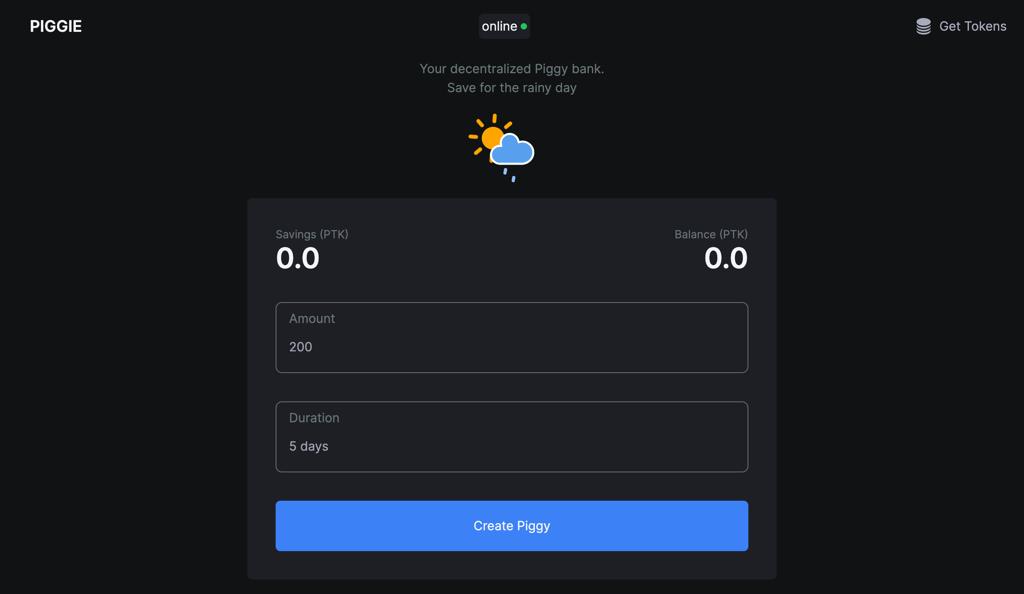 PIGGIE
online
Get Tokens
Your decentralized Piggy bank.
Save for the rainy day
Savings (PTK)
Balance (PTK)
0.0
0.0
Amount
200
Duration
5 days
Create Piggy